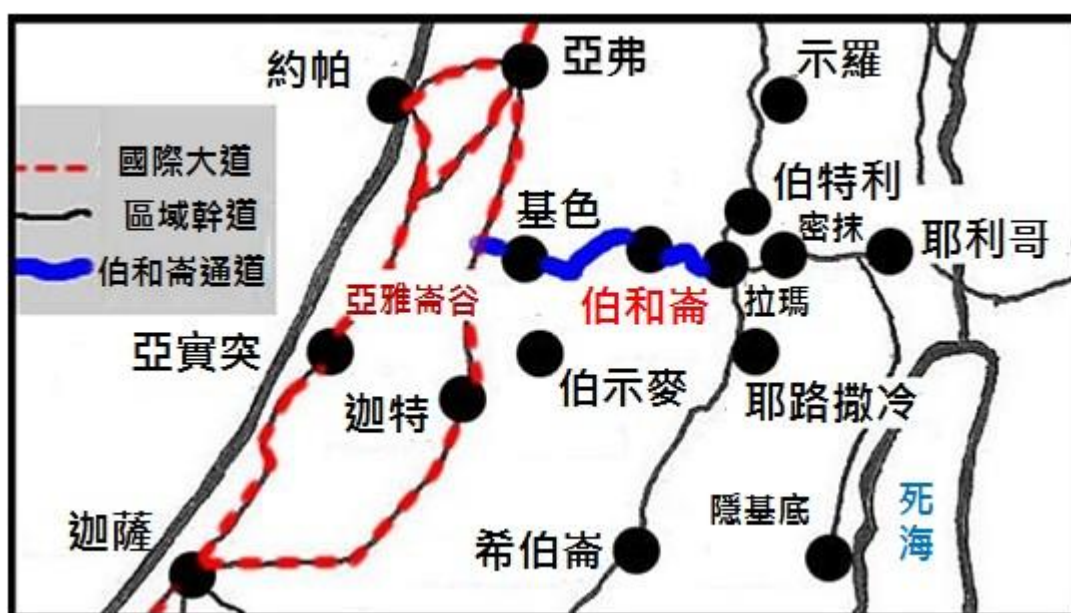 約帕
亞弗
示羅
國際大道
區域幹道
伯和崙通道
基色
伯特利
密抹
耶利哥
亞雅崙谷
伯和崙
拉瑪
亞實突
迦特
伯示麥
耶路撒冷
迦薩
希伯崙
隱基底
死海